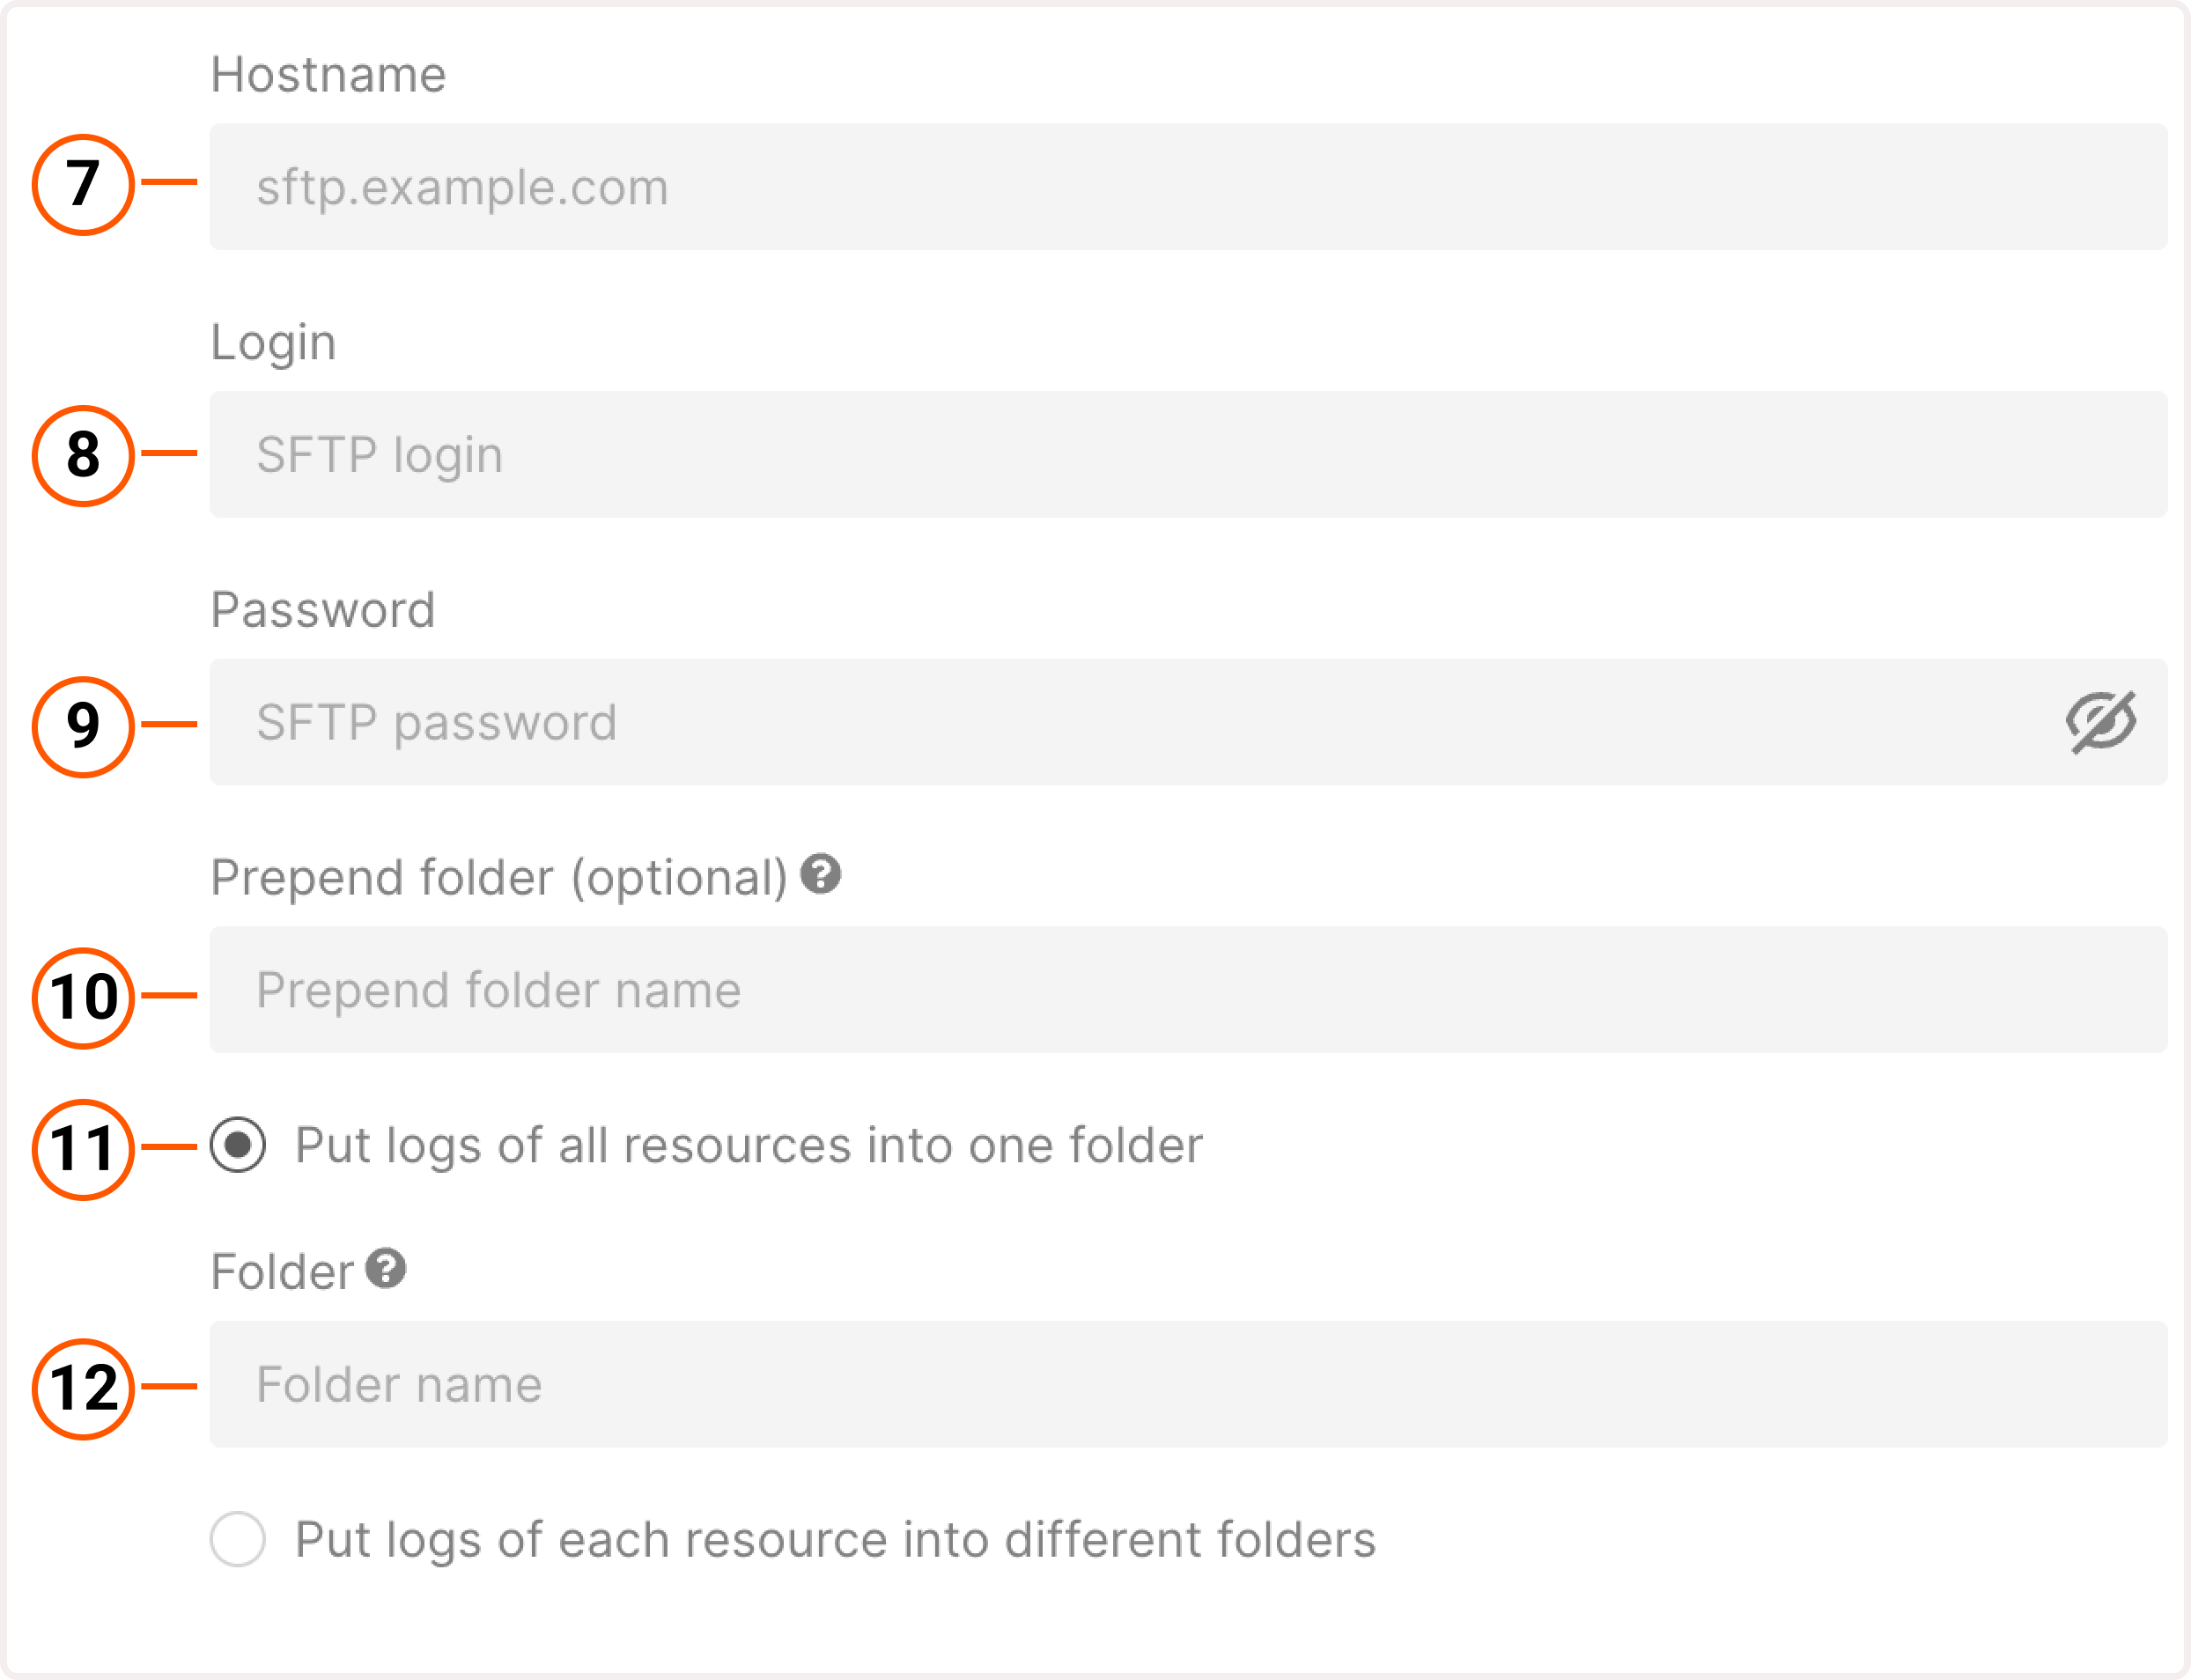 Hostname
7 sftp.example.com
Login
8 SFTP login
Password
9 SFTP password
Prepend folder (optional) ?
10 Prepend folder name
11 Put logs of all resources into one folder
Folder ?
12 Folder name
Put logs of each resource into different folders